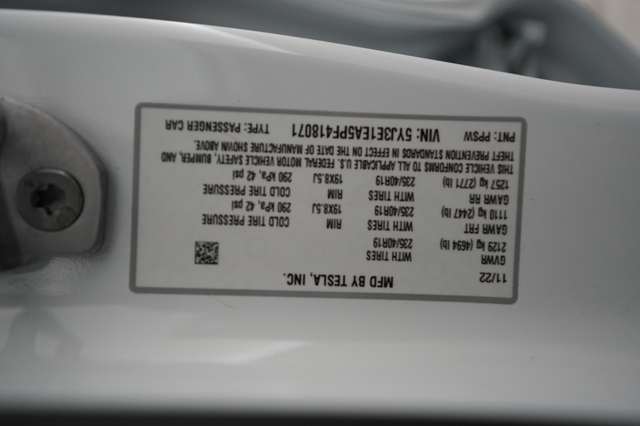 MFD BY TESLA, INC.
11/22
GVWR
2129 kg (4694 lb) WITH TIRES 235/40R19
GAWR FRT WITH TIRES RIM COLD TIRE PRESSURE
1110 kg (2447 lb) 235/40R19 19X8.5J 290 kPa, 42 psi
GAWR RR WITH TIRES RIM COLD TIRE PRESSURE
1257 kg (2771 lb) 235/40R19 19X8.5J 290 kPa, 42 psi
THIS VEHICLE CONFORMS TO ALL APPLICABLE U.S. FEDERAL MOTOR VEHICLE SAFETY, BUMPER, AND
THEFT PREVENTION STANDARDS IN EFFECT ON THE DATE OF MANUFACTURE SHOWN ABOVE.
PNT: PPSW VIN: 5YJ3E1EA5PF418071 TYPE: PASSENGER CAR